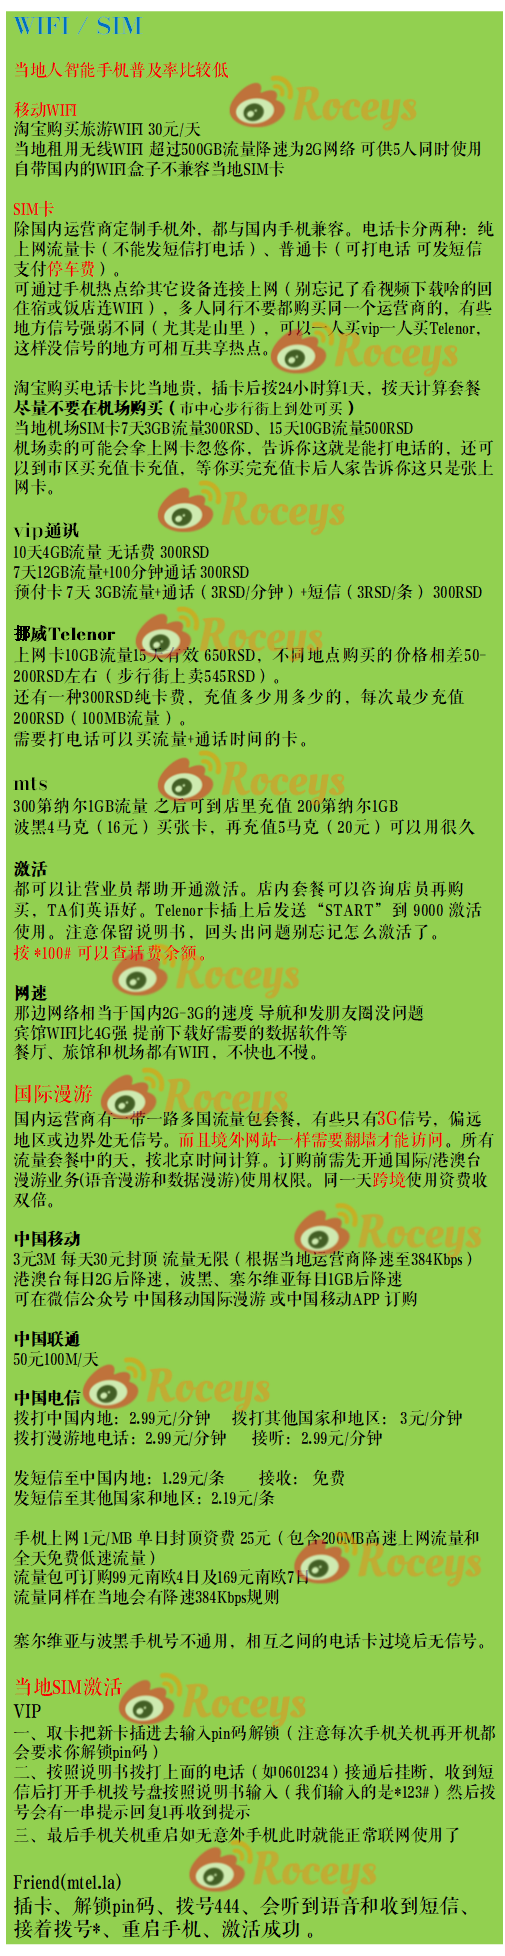 WIFI / SIM
当地人智能手机普及率比较低
Roceys
移动WIFI
淘宝购买旅游WIFI 30元/天
当地租用无线WIFI 超过500GB流量降速为2G网络 可供5人同时使用
自带国内的WIFI盒子不兼容当地SIM卡
SIM卡
除国内运营商定制手机外，都与国内手机兼容。电话卡分两种：纯
上网流量卡（不能发短信打电话）、普通卡（可打电话 可发短信
支付停车费）。
可通过手机热点给其它设备连接上网（别忘记了看视频下载啥的回
住宿或饭店连WIFI），多人同行不要都购买同一个运营商的，有些
地方信号强弱不同（尤其是山里），可以一人买vip一人买Telenor，
这样没信号的地方可相互共享热点。
Roceys
淘宝购买电话卡比当地贵，插卡后按24小时算1天，按天计算套餐
尽量不要在机场购买（市中心步行街上到处可买）
当地机场SIM卡7天3GB流量300RSD、15天10GB流量500RSD
机场卖的可能会拿上网卡忽悠你，告诉你这就是能打电话的，还可
以到市区买充值卡充值，等你买完充值卡后人家告诉你这只是张上
网卡。
Roceys
vip通讯
10天4GB流量 无话费 300RSD
7天12GB流量+100分钟通话 300RSD
预付卡 7天 3GB流量+通话（3RSD/分钟）+短信（3RSD/条） 300RSD
挪威Telenor
Roceys
上网卡10GB流量15天有效 650RSD，不同地点购买的价格相差50-
200RSD左右（步行街上卖545RSD）。
还有一种300RSD纯卡费，充值多少用多少的，每次最少充值
200RSD（100MB流量）。
需要打电话可以买流量+通话时间的卡。
mts
Roceys
300第纳尔1GB流量 之后可到店里充值 200第纳尔1GB
波黑4马克（16元）买张卡，再充值5马克（20元）可以用很久
激活
都可以让营业员帮助开通激活。店内套餐可以咨询店员再购
买，TA们英语好。Telenor卡插上后发送“START”到 9000 激活
使用。注意保留说明书，回头出问题别忘记怎么激活了。
按 *100# 可以查话费余额。
Roceys
网速
那边网络相当于国内2G-3G的速度 导航和发朋友圈没问题
宾馆WIFI比4G强 提前下载好需要的数据软件等
餐厅、旅馆和机场都有WIFI，不快也不慢。
国际漫游
Roceys
国内运营商有一带一路多国流量包套餐，有些只有3G信号，偏远
地区或边界处无信号。而且境外网站一样需要翻墙才能访问。所有
流量套餐中的天，按北京时间计算。订购前需先开通国际/港澳台
漫游业务(语音漫游和数据漫游)使用权限。同一天跨境使用资费收
双倍。
Roceys
中国移动
3元3M 每天30元封顶 流量无限（根据当地运营商降速至384Kbps）
港澳台每日2G后降速，波黑、塞尔维亚每日1GB后降速
可在微信公众号 中国移动国际漫游 或中国移动APP 订购
中国联通
50元100M/天
中国电信
Roceys
拨打中国内地：2.99元/分钟 拨打其他国家和地区： 3元/分钟
拨打漫游地电话：2.99元/分钟 接听：2.99元/分钟
发短信至中国内地：1.29元/条 接收： 免费
发短信至其他国家和地区：2.19元/条
手机上网 1元/MB 单日封顶资费 25元（包含200MB高速上网流量和
全天免费低速流量）
Roceys
流量包可订购99元南欧4日及169元南欧7日
流量同样在当地会有降速384Kbps规则
塞尔维亚与波黑手机号不通用，相互之间的电话卡过境后无信号。
当地SIM激活
Roceys
VIP
一、取卡把新卡插进去输入pin码解锁（注意每次手机关机再开机都
会要求你解锁pin码）
二、按照说明书拨打上面的电话（如0601234）接通后挂断，收到短
信后打开手机拨号盘按照说明书输入（我们输入的是*123#）然后拨
号会有一串提示回复1再收到提示
三、最后手机关机重启如无意外手机此时就能正常联网使用了
Roceys
Friend(mtel.la)
插卡、解锁pin码、拨号444、会听到语音和收到短信、
接着拨号*、重启手机、激活成功 。